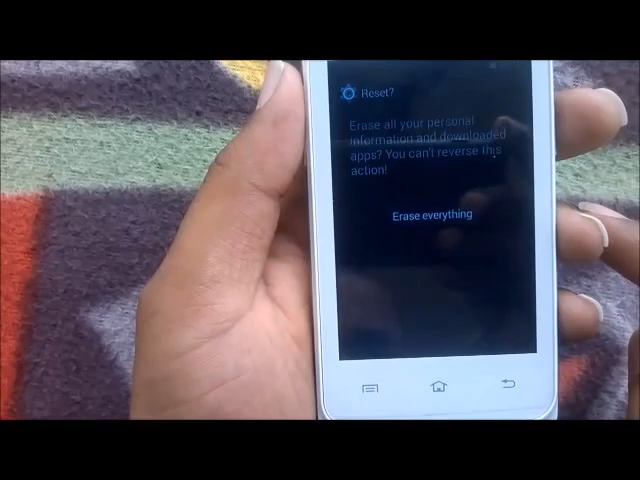 Reset?
Erase all your personal
information and downloaded
apps? You can't reverse this
action!
Erase everything